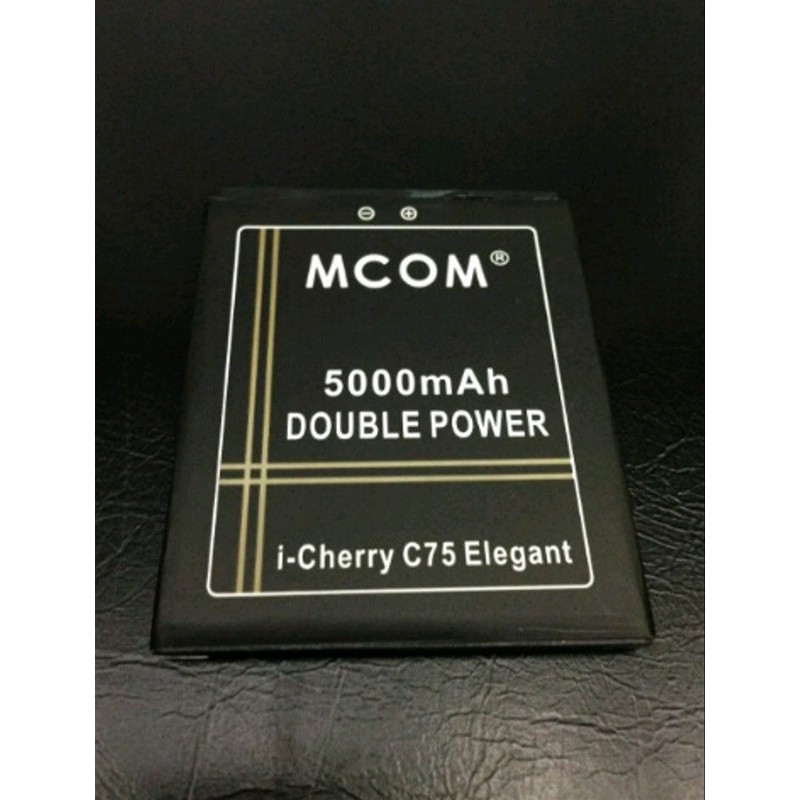 ⊖ ⊕
MCOM®
5000mAh
DOUBLE POWER
i-Cherry C75 Elegant